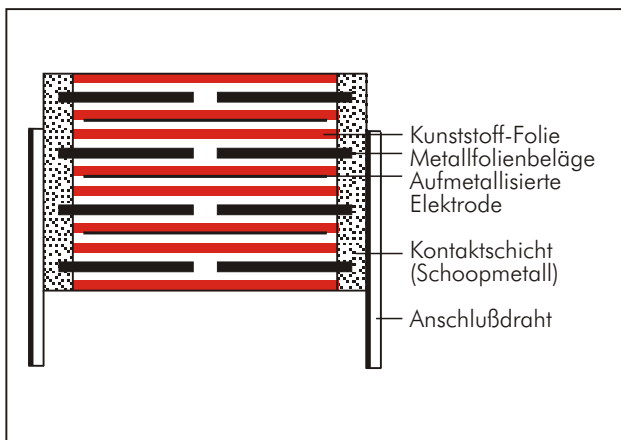 Kunststoff-Folie
Metallfolienbeläge
Aufmetallisierte
Elektrode
Kontaktschicht
(Schoopmetall)
Anschlußdraht